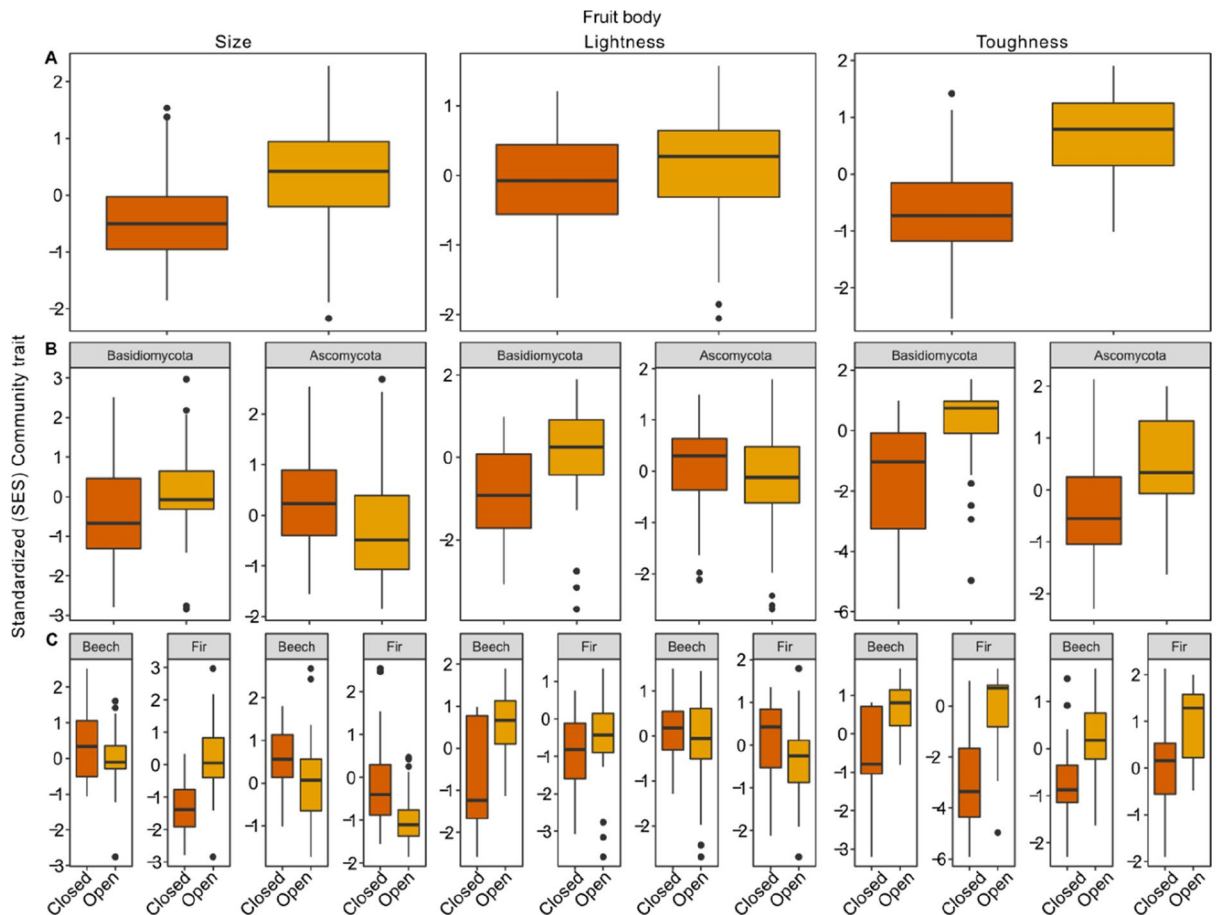 Fruit body
Size Lightness Toughness
A
2 1 0 −1 −2
1 0 −1 −2
2 1 0 −1 −2
Standardized (SES) Community trait
B
Basidiomycota Ascomycota Basidiomycota Ascomycota Basidiomycota Ascomycota
3 2 1 0 −1 −2 −3
2 1 0 −1 −2
0 −2
2 1 0 −1 −2
2 0 −2 −4 −6
2 1 0 −1 −2
C
Beech Fir Beech Fir Beech Fir Beech Fir Beech Fir Beech Fir
2 1 0 −1 −2 −3
3 2 1 0 −1 −2 −3
2 1 0 −1
2 1 0 −1 −2
2 1 0 −1 −2
1 0 −1 −2 −3
1 0 −1 −2
2 1 0 −1 −2
1 0 −1 −2 −3
0 −2 −4 −6
1 0 −1 −2
2 1 0 −1 −2
Closed Open Closed Open Closed Open Closed Open Closed Open Closed Open Closed Open Closed Open Closed Open Closed Open Closed Open Closed Open